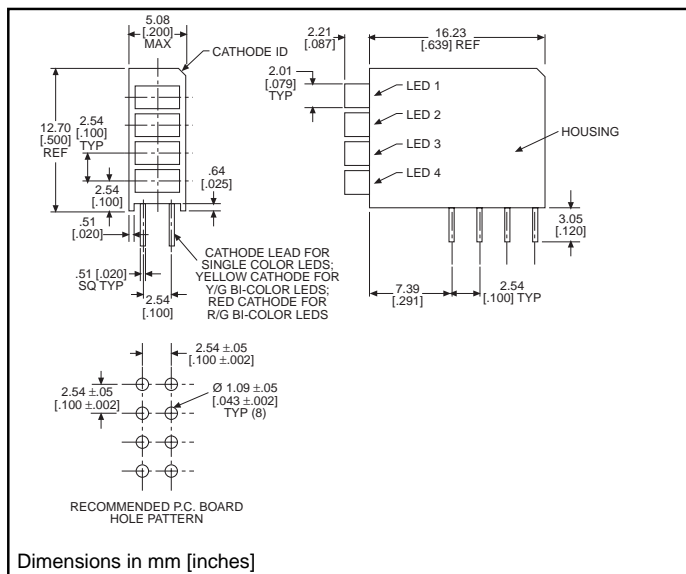 5.08
[.200]
MAX
CATHODE ID
2.21
[.087]
16.23
[.639] REF
2.01
[.079]
TYP
LED 1
LED 2
LED 3
LED 4
HOUSING
12.70
[.500]
REF
2.54
[.100]
TYP
2.54
[.100]
.64
[.025]
.51
[.020]
3.05
[.120]
CATHODE LEAD FOR
SINGLE COLOR LEDS;
YELLOW CATHODE FOR
Y/G BI-COLOR LEDS;
RED CATHODE FOR
R/G BI-COLOR LEDS
.51 [.020]
SQ TYP
2.54
[.100]
7.39
[.291]
2.54
[.100] TYP
2.54 ±.05
[.100 ±.002]
2.54 ±.05
[.100 ±.002]
Ø 1.09 ±.05
[.043 ±.002]
TYP (8)
RECOMMENDED P.C. BOARD
HOLE PATTERN
Dimensions in mm [inches]